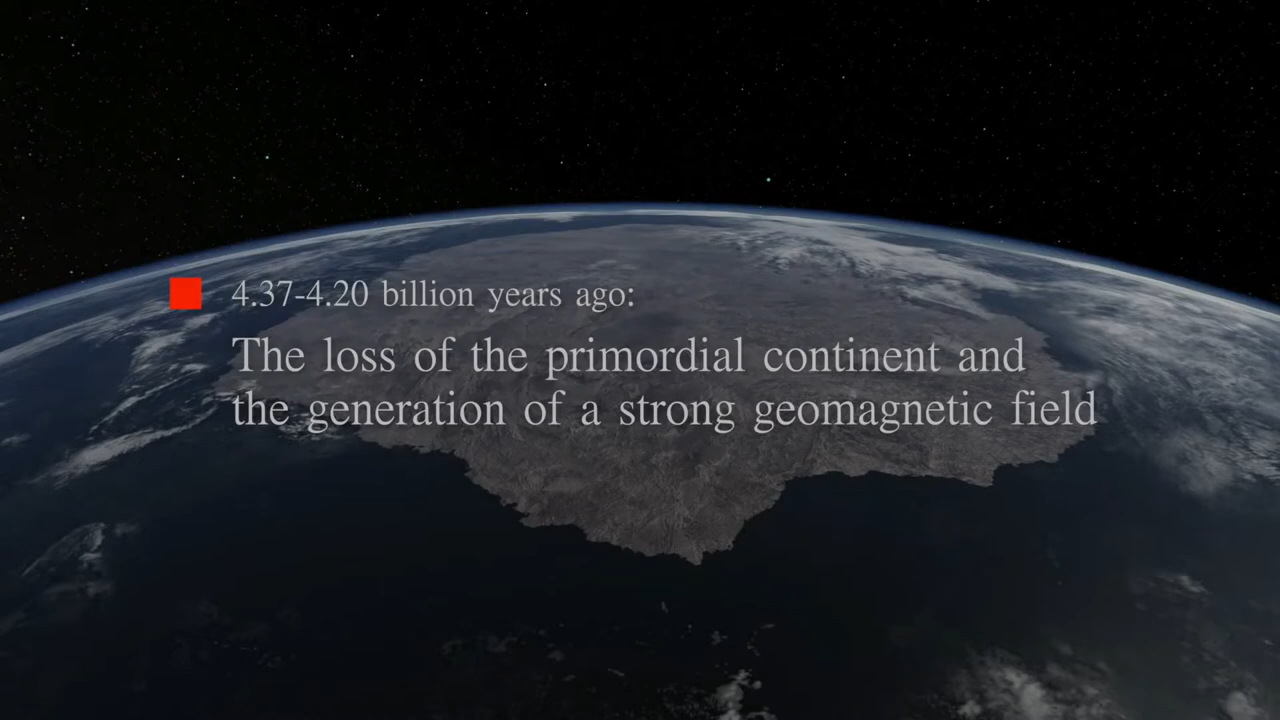 4.37-4.20 billion years ago:
The loss of the primordial continent and
the generation of a strong geomagnetic field